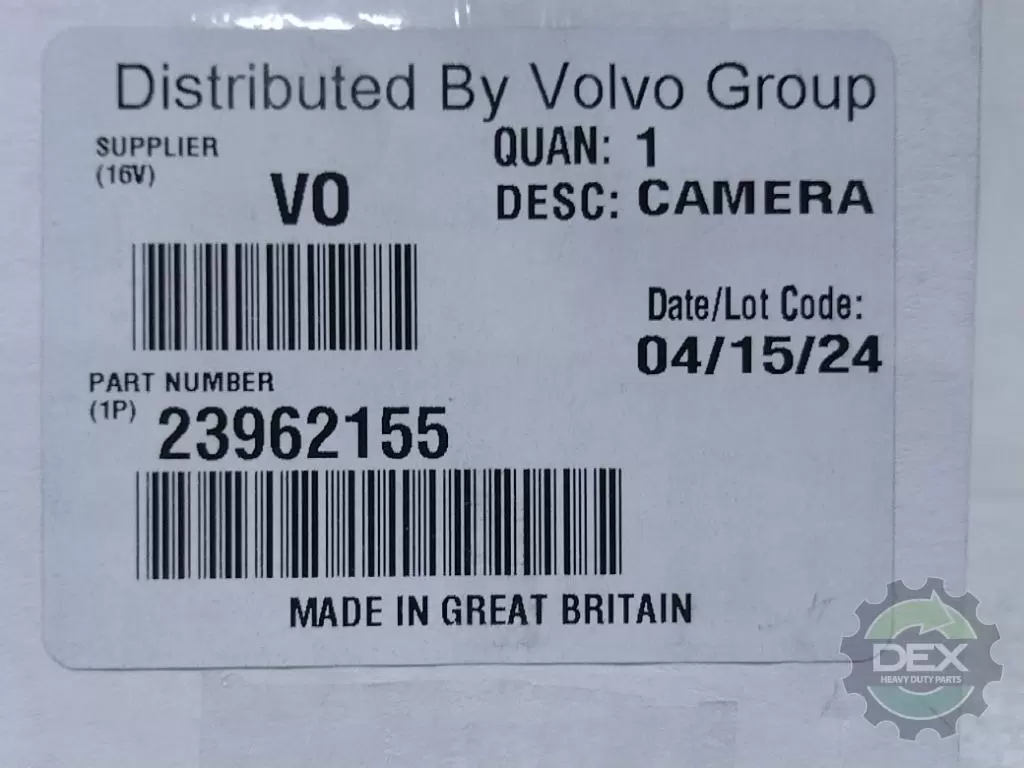 Distributed By Volvo Group
SUPPLIER
(16V)
VO
QUAN: 1
DESC: CAMERA
Date/Lot Code:
04/15/24
PART NUMBER
(1P) 23962155
MADE IN GREAT BRITAIN
DEX
HEAVY DUTY PARTS